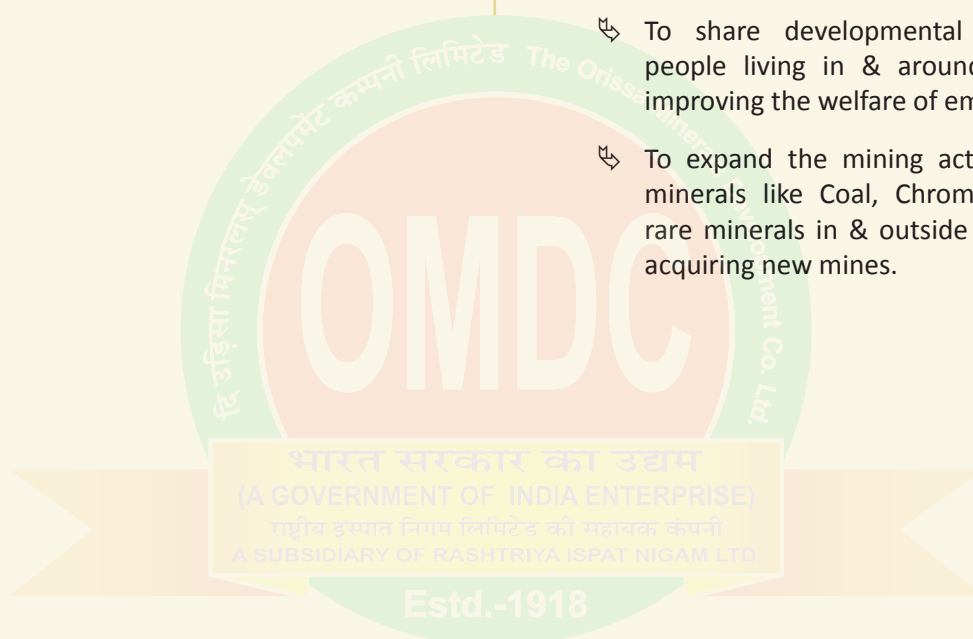 To share developmental
people living in & around
improving the welfare of em
To expand the mining act
minerals like Coal, Chrom
rare minerals in & outside
acquiring new mines.
दि उड़िसा मिनरलस् डेवलपमेंट कम्पनी लिमिटेड The Orissa Minerals Development Co. Ltd.
OMDC
भारत सरकार का उद्यम
(A GOVERNMENT OF INDIA ENTERPRISE)
राष्ट्रीय इस्पात निगम लिमिटेड की सहायक कंपनी
A SUBSIDIARY OF RASHTRIYA ISPAT NIGAM LTD.
Estd.-1918